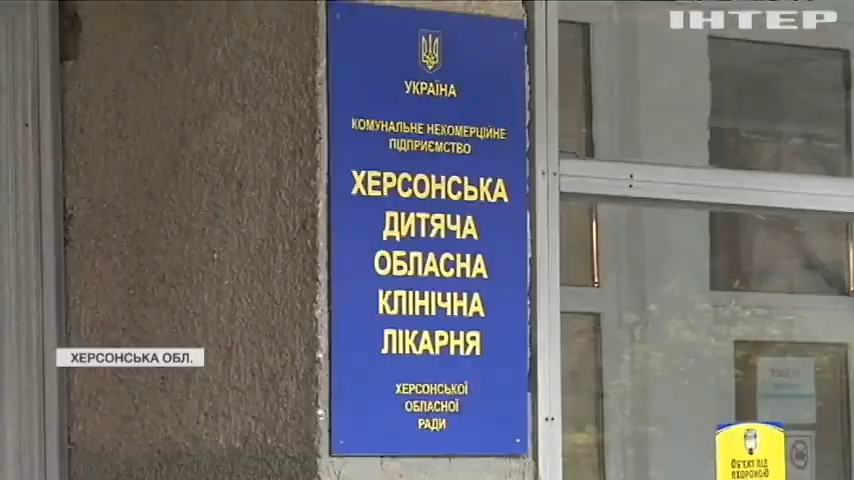 ІНТЕР
УКРАЇНА
КОМУНАЛЬНЕ НЕКОМЕРЦІЙНЕ
ПІДПРИЄМСТВО
ХЕРСОНСЬКА
ДИТЯЧА
ОБЛАСНА
КЛІНІЧНА
ЛІКАРНЯ
ХЕРСОНСЬКОЇ
ОБЛАСНОЇ
РАДИ
ХЕРСОНСЬКА ОБЛ.
ОБ'ЄКТ ПІД
ОХОРОНОЮ